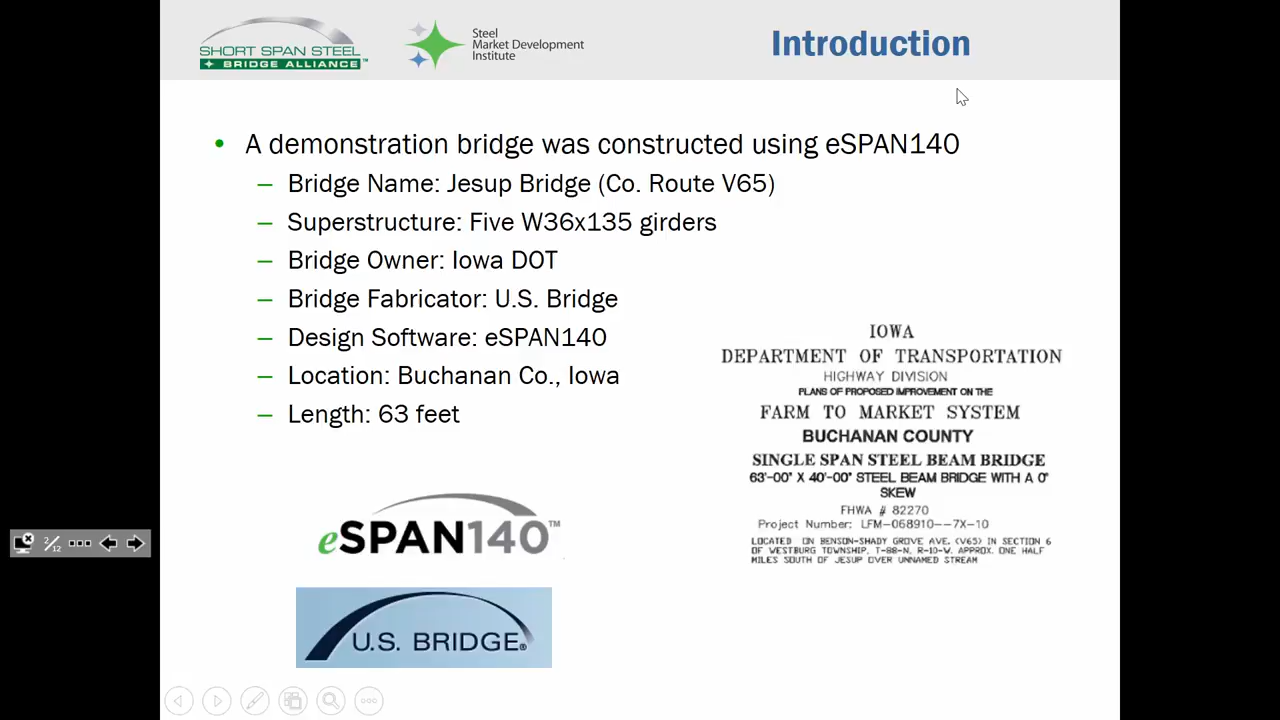 SHORT SPAN STEEL
BRIDGE ALLIANCE™
Steel
Market Development
Institute
Introduction
• A demonstration bridge was constructed using eSPAN140
– Bridge Name: Jesup Bridge (Co. Route V65)
– Superstructure: Five W36x135 girders
– Bridge Owner: Iowa DOT
– Bridge Fabricator: U.S. Bridge
– Design Software: eSPAN140
– Location: Buchanan Co., Iowa
– Length: 63 feet
IOWA
DEPARTMENT OF TRANSPORTATION
HIGHWAY DIVISION
PLANS OF PROPOSED IMPROVEMENT ON THE
FARM TO MARKET SYSTEM
BUCHANAN COUNTY
SINGLE SPAN STEEL BEAM BRIDGE
63'-00" X 40'-00" STEEL BEAM BRIDGE WITH A 0°
SKEW
FHWA # 82270
Project Number: LFM-068910--7X-10
LOCATED ON BENSON-SHADY GROVE AVE. (V65) IN SECTION 6
OF WESTBURG TOWNSHIP, T-88-N, R-10-W. APPROX. ONE HALF
MILES SOUTH OF JESUP OVER UNNAMED STREAM
eSPAN140™
U.S. BRIDGE®
2/12